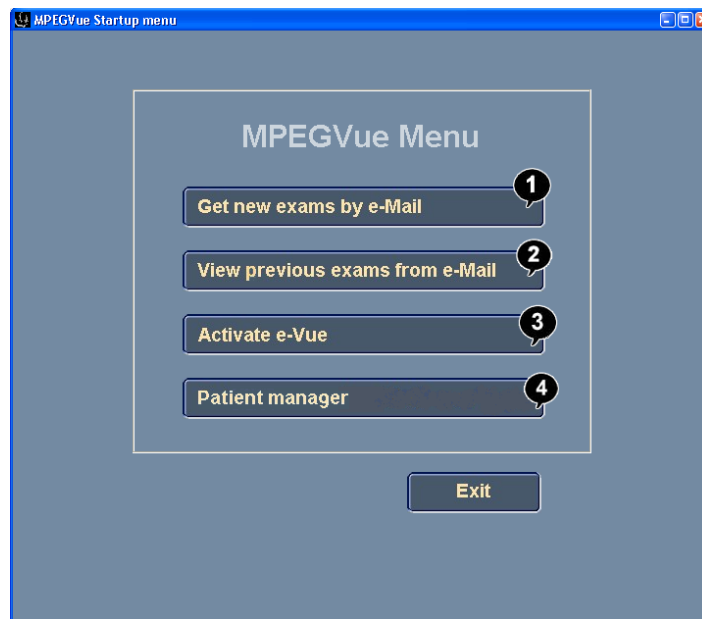 MPEGVue Startup menu
MPEGVue Menu
1
Get new exams by e-Mail
2
View previous exams from e-Mail
3
Activate e-Vue
4
Patient manager
Exit